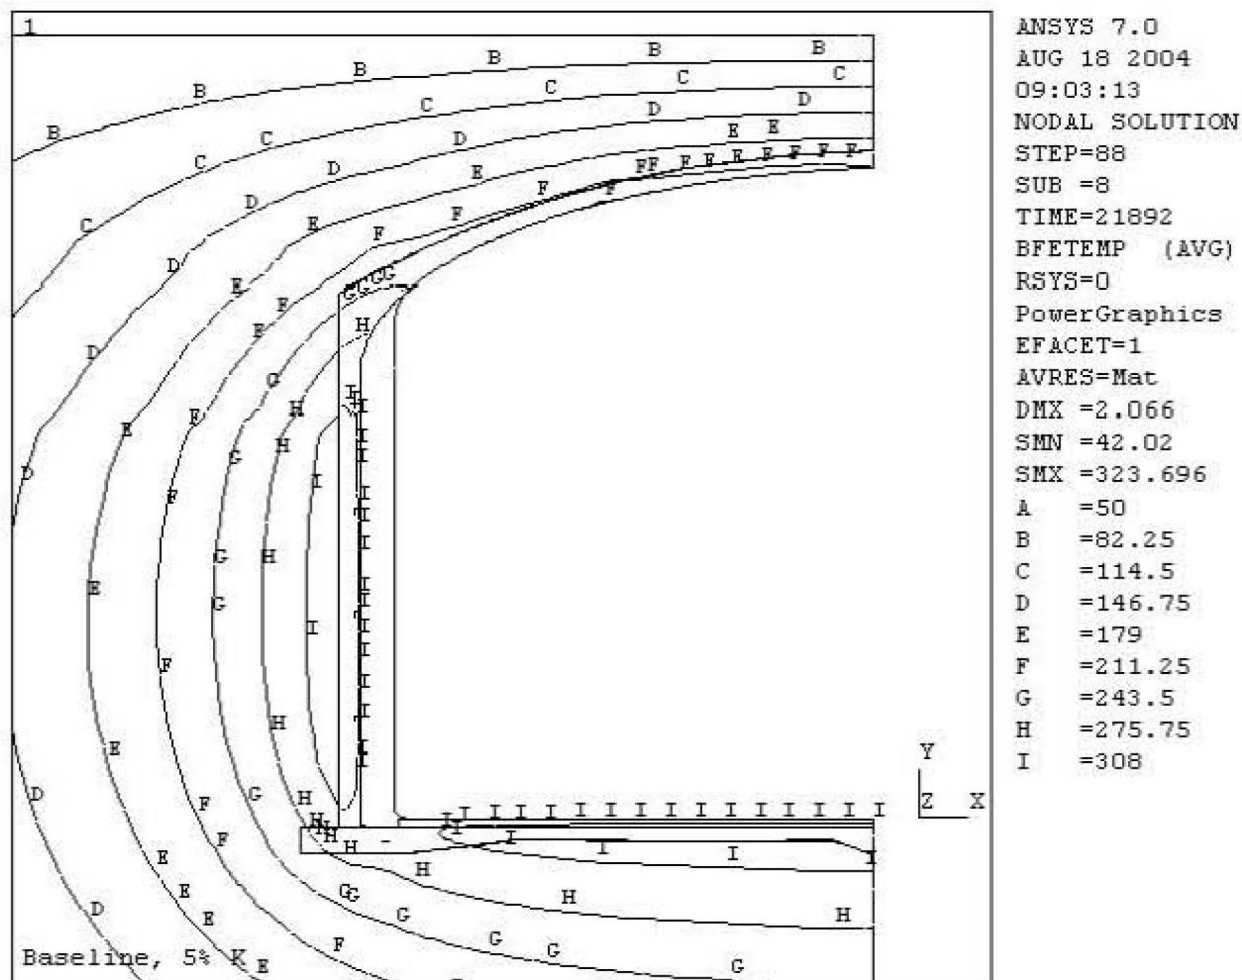 1
ANSYS 7.0
AUG 18 2004
09:03:13
NODAL SOLUTION
STEP=88
SUB =8
TIME=21892
BFETEMP (AVG)
RSYS=0
PowerGraphics
EFACET=1
AVRES=Mat
DMX =2.066
SMN =42.02
SMX =323.696
A =50
B =82.25
C =114.5
D =146.75
E =179
F =211.25
G =243.5
H =275.75
I =308
B B B B B B
C C C C C C
D D D D D D D D
E E E E E E E
F F F F F F F F F F F F F F F
G G G G
H
Y
Z X
Baseline, 5% K